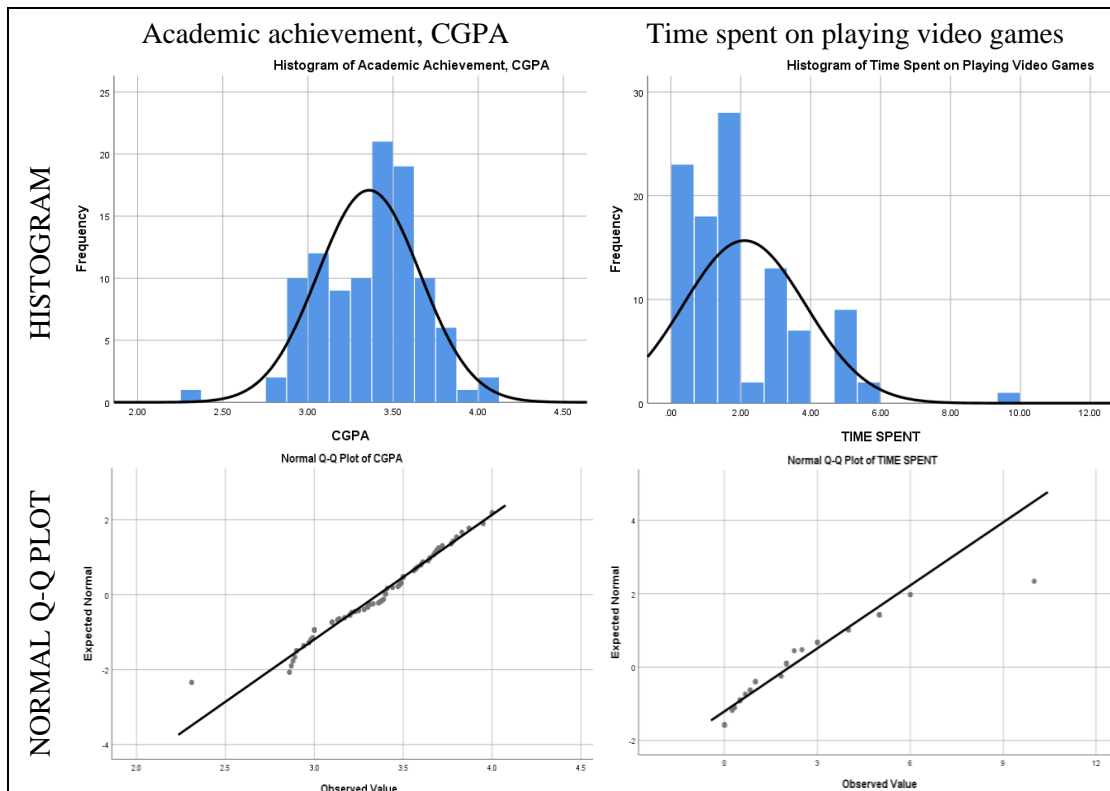 Academic achievement, CGPA
Time spent on playing video games
HISTOGRAM
Histogram of Academic Achievement, CGPA
25
20
15
10
5
0
Frequency
2.00 2.50 3.00 3.50 4.00 4.50
CGPA
Histogram of Time Spent on Playing Video Games
30
20
10
0
Frequency
.00 2.00 4.00 6.00 8.00 10.00 12.00
TIME SPENT
NORMAL Q-Q PLOT
Normal Q-Q Plot of CGPA
2
0
-2
-4
Expected Normal
2.0 2.5 3.0 3.5 4.0 4.5
Observed Value
Normal Q-Q Plot of TIME SPENT
4
2
0
-2
Expected Normal
0 3 6 9 12
Observed Value